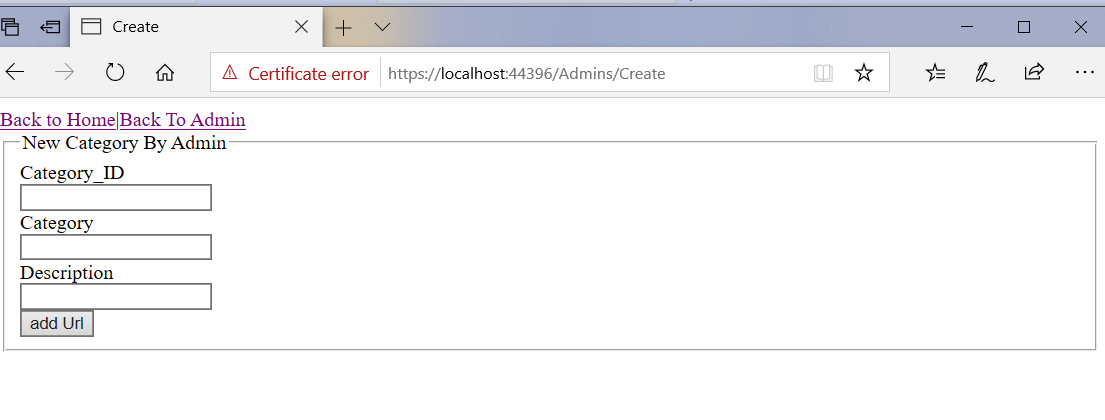 Create
Certificate error https://localhost:44396/Admins/Create
Back to Home|Back To Admin
New Category By Admin
Category_ID
Category
Description
add Url